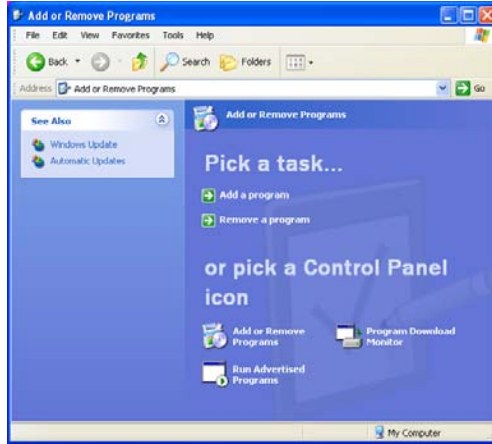 Add or Remove Programs
File Edit View Favorites Tools Help
Back Search Folders
Address Add or Remove Programs Go
See Also
Windows Update
Automatic Updates
Add or Remove Programs
Pick a task...
Add a program
Remove a program
or pick a Control Panel
icon
Add or Remove
Programs
Program Download
Monitor
Run Advertised
Programs
My Computer